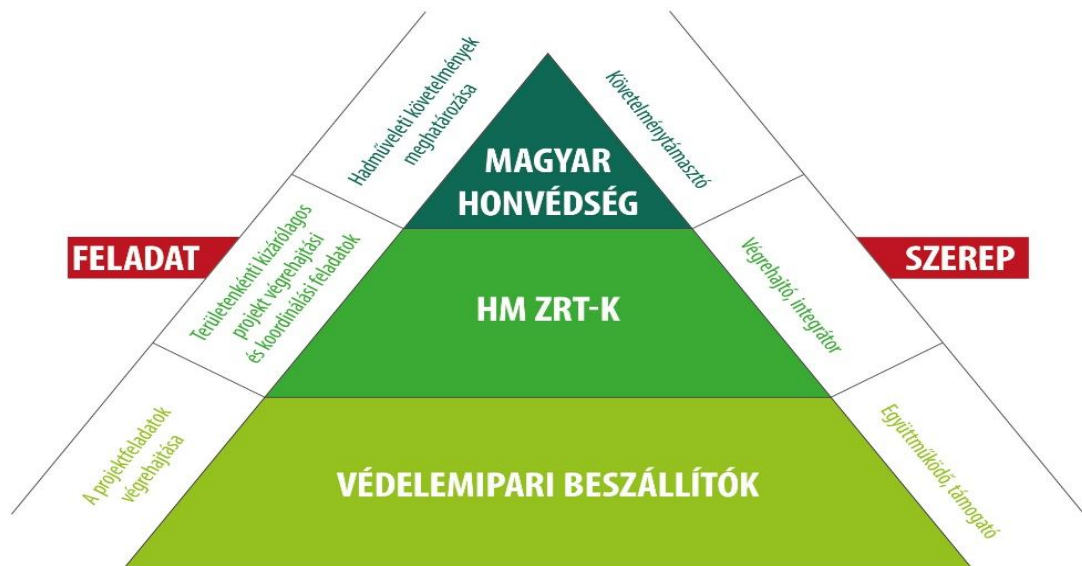 Hadműveleti követelmények
meghatározása
Követelménytámasztó
MAGYAR
HONVÉDSÉG
FELADAT
Területenkénti kizárólagos
projekt végrehajtási
és koordinálási feladatok
HM ZRT-K
Végrehajtó, integrátor
SZEREP
A projektfeladatok
végrehajtása
VÉDELEMIPARI BESZÁLLÍTÓK
Együttműködő, támogató